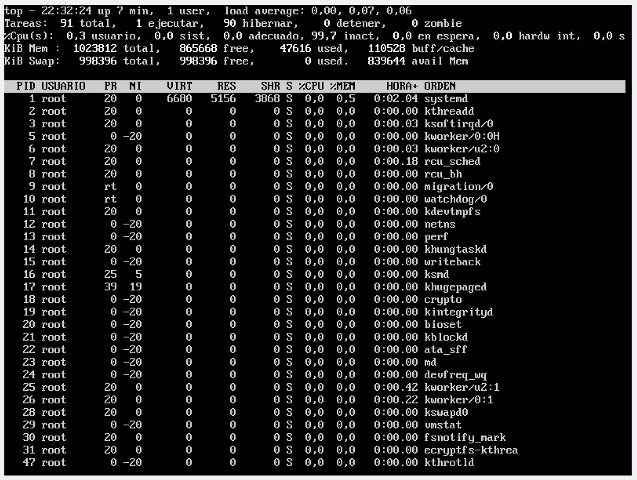 top - 22:32:24 up 7 min,  1 user,  load average: 0,00, 0,07, 0,06
Tareas:  91 total,   1 ejecutar,  90 hibernar,   0 detener,   0 zombie
%Cpu(s):  0,3 usuario,  0,0 sist,  0,0 adecuado, 99,7 inact,  0,0 en espera,  0,0 hardw int,  0,0 s
KiB Mem :  1023812 total,   865668 free,    47616 used,   110528 buff/cache
KiB Swap:   998396 total,   998396 free,        0 used.   839644 avail Mem
PID USUARIO   PR  NI    VIRT    RES    SHR S %CPU %MEM     HORA+ ORDEN
1 root      20   0    6680   5156   3868 S  0,0  0,5   0:02.04 systemd
2 root      20   0       0      0      0 S  0,0  0,0   0:00.00 kthreadd
3 root      20   0       0      0      0 S  0,0  0,0   0:00.03 ksoftirqd/0
5 root       0 -20       0      0      0 S  0,0  0,0   0:00.00 kworker/0:0H
6 root      20   0       0      0      0 S  0,0  0,0   0:00.03 kworker/u2:0
7 root      20   0       0      0      0 S  0,0  0,0   0:00.18 rcu_sched
8 root      20   0       0      0      0 S  0,0  0,0   0:00.00 rcu_bh
9 root      rt   0       0      0      0 S  0,0  0,0   0:00.00 migration/0
10 root      rt   0       0      0      0 S  0,0  0,0   0:00.00 watchdog/0
11 root      20   0       0      0      0 S  0,0  0,0   0:00.00 kdevtmpfs
12 root       0 -20       0      0      0 S  0,0  0,0   0:00.00 netns
13 root       0 -20       0      0      0 S  0,0  0,0   0:00.00 perf
14 root      20   0       0      0      0 S  0,0  0,0   0:00.00 khungtaskd
15 root       0 -20       0      0      0 S  0,0  0,0   0:00.00 writeback
16 root      25   5       0      0      0 S  0,0  0,0   0:00.00 ksmd
17 root      39  19       0      0      0 S  0,0  0,0   0:00.00 khugepaged
18 root       0 -20       0      0      0 S  0,0  0,0   0:00.00 crypto
19 root       0 -20       0      0      0 S  0,0  0,0   0:00.00 kintegrityd
20 root       0 -20       0      0      0 S  0,0  0,0   0:00.00 bioset
21 root       0 -20       0      0      0 S  0,0  0,0   0:00.00 kblockd
22 root       0 -20       0      0      0 S  0,0  0,0   0:00.00 ata_sff
23 root       0 -20       0      0      0 S  0,0  0,0   0:00.00 md
24 root       0 -20       0      0      0 S  0,0  0,0   0:00.00 devfreq_wq
25 root      20   0       0      0      0 S  0,0  0,0   0:00.42 kworker/u2:1
26 root      20   0       0      0      0 S  0,0  0,0   0:00.22 kworker/0:1
28 root      20   0       0      0      0 S  0,0  0,0   0:00.00 kswapd0
29 root       0 -20       0      0      0 S  0,0  0,0   0:00.00 vmstat
30 root      20   0       0      0      0 S  0,0  0,0   0:00.00 fsnotify_mark
31 root      20   0       0      0      0 S  0,0  0,0   0:00.00 ecryptfs-kthrea
47 root       0 -20       0      0      0 S  0,0  0,0   0:00.00 kthrotld